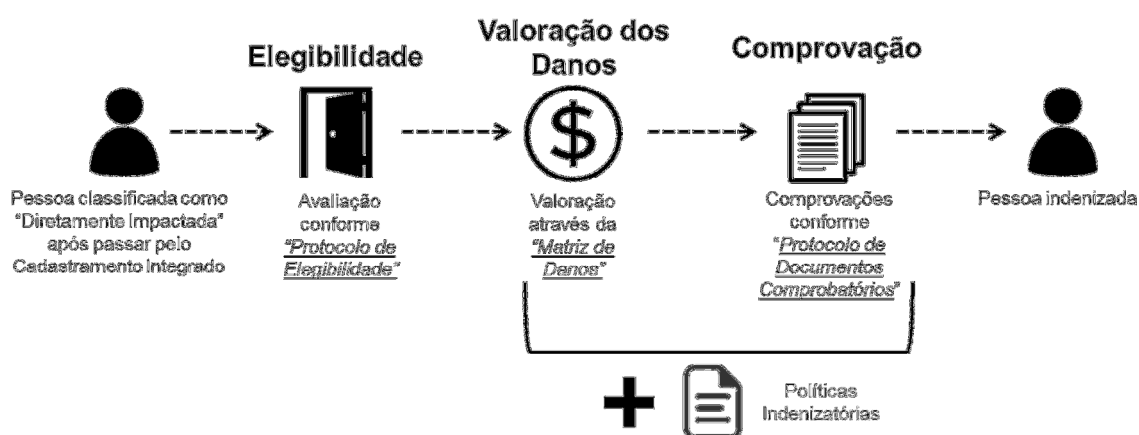 Elegibilidade
Valoração dos
Danos
Comprovação
$
Pessoa classificada como
"Diretamente Impactada"
após passar pelo
Cadastramento Integrado
Avaliação
conforme
"Protocolo de
Elegibilidade"
Valoração
através da
"Matriz de
Danos"
Comprovações
conforme
"Protocolo de
Documentos
Comprobatórios"
Pessoa indenizada
Políticas
Indenizatórias